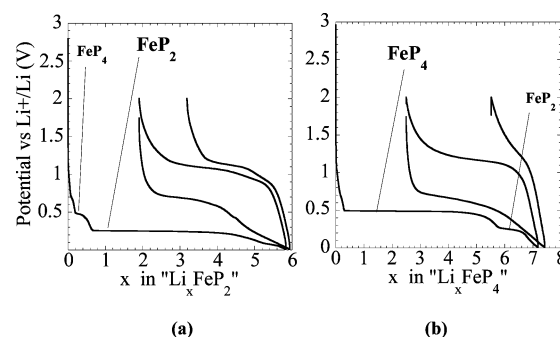 3
2.5
2
1.5
1
0.5
0 1 2 3 4 5 6
Potential vs Li+/Li (V)
FeP4
FeP2
x in "LixFeP2"
(a)
3
2.5
2
1.5
1
0.5
0
0 1 2 3 4 5 6 7 8
FeP4
FeP2
x in "LixFeP4"
(b)